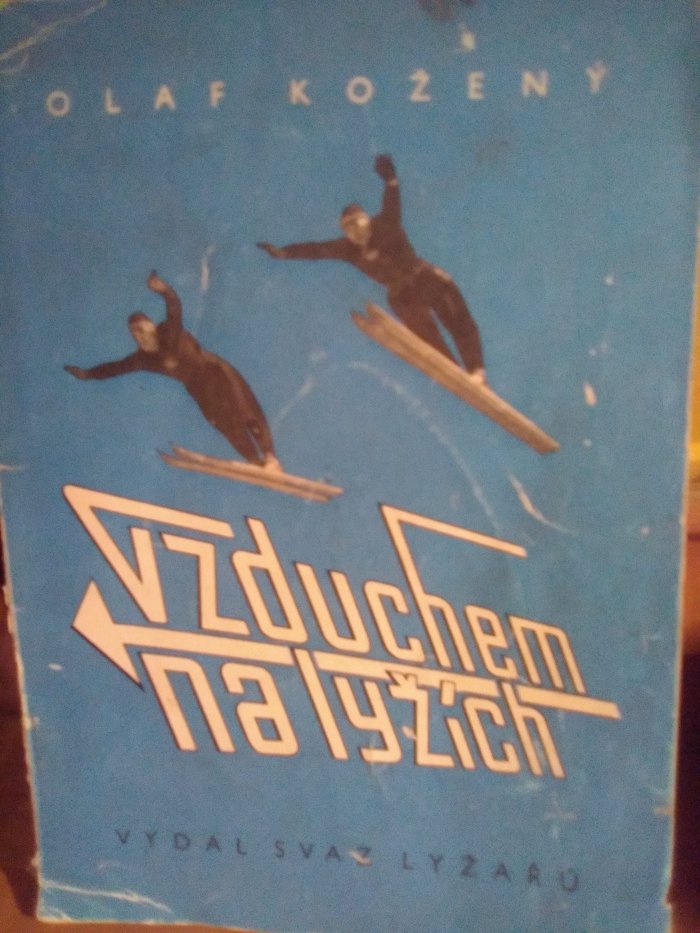 OLAF KOŽENÝ
vzduchem
na lyžích
VYDAL SVAZ LYŽAŘŮ